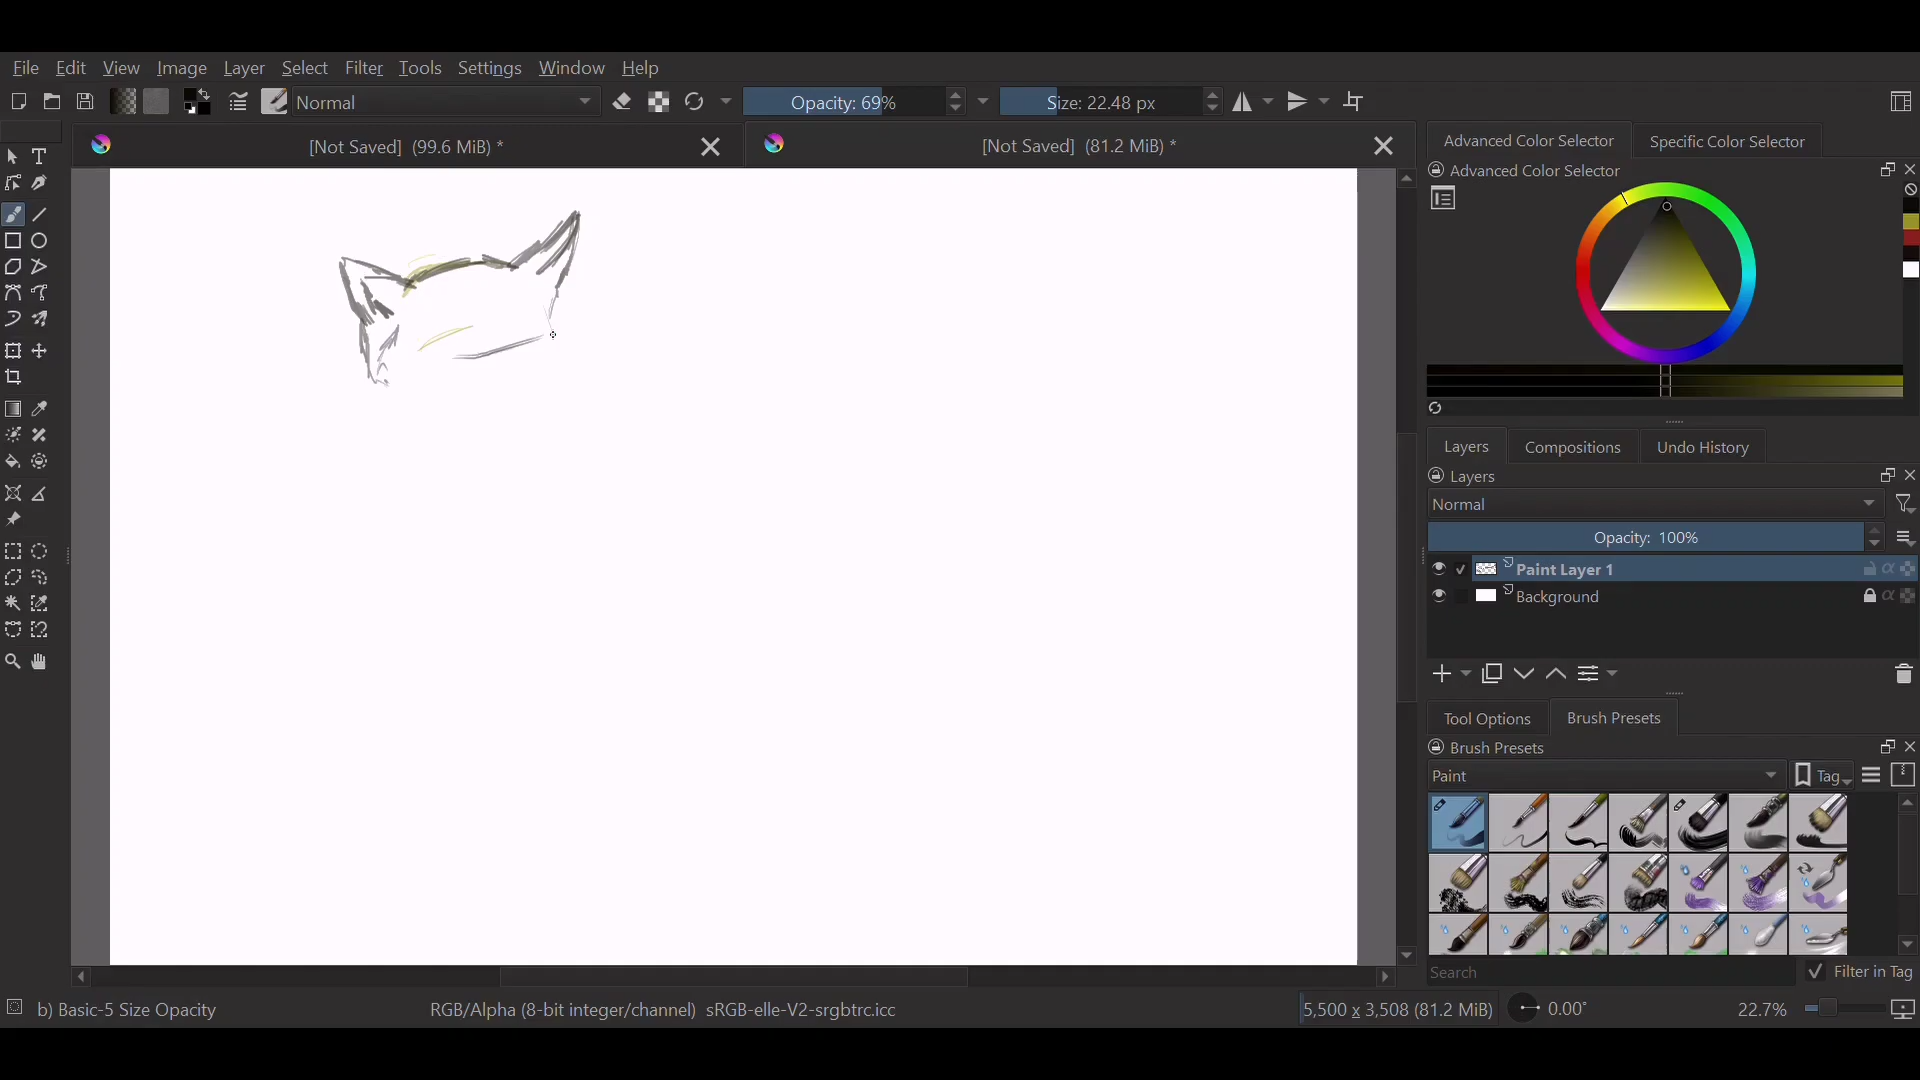 File Edit View Image Layer Select Filter Tools Settings Window Help
Normal
Opacity: 69%
Size: 22.48 px
[Not Saved] (99.6 MiB) *
[Not Saved] (81.2 MiB) *
Advanced Color Selector
Specific Color Selector
Advanced Color Selector
Layers
Compositions
Undo History
Layers
Normal
Opacity: 100%
Paint Layer 1
Background
Tool Options
Brush Presets
Brush Presets
Paint
Tag
Search
Filter in Tag
b) Basic-5 Size Opacity
RGB/Alpha (8-bit integer/channel) sRGB-elle-V2-srgbtrc.icc
5,500 x 3,508 (81.2 MiB)
0.00°
22.7%